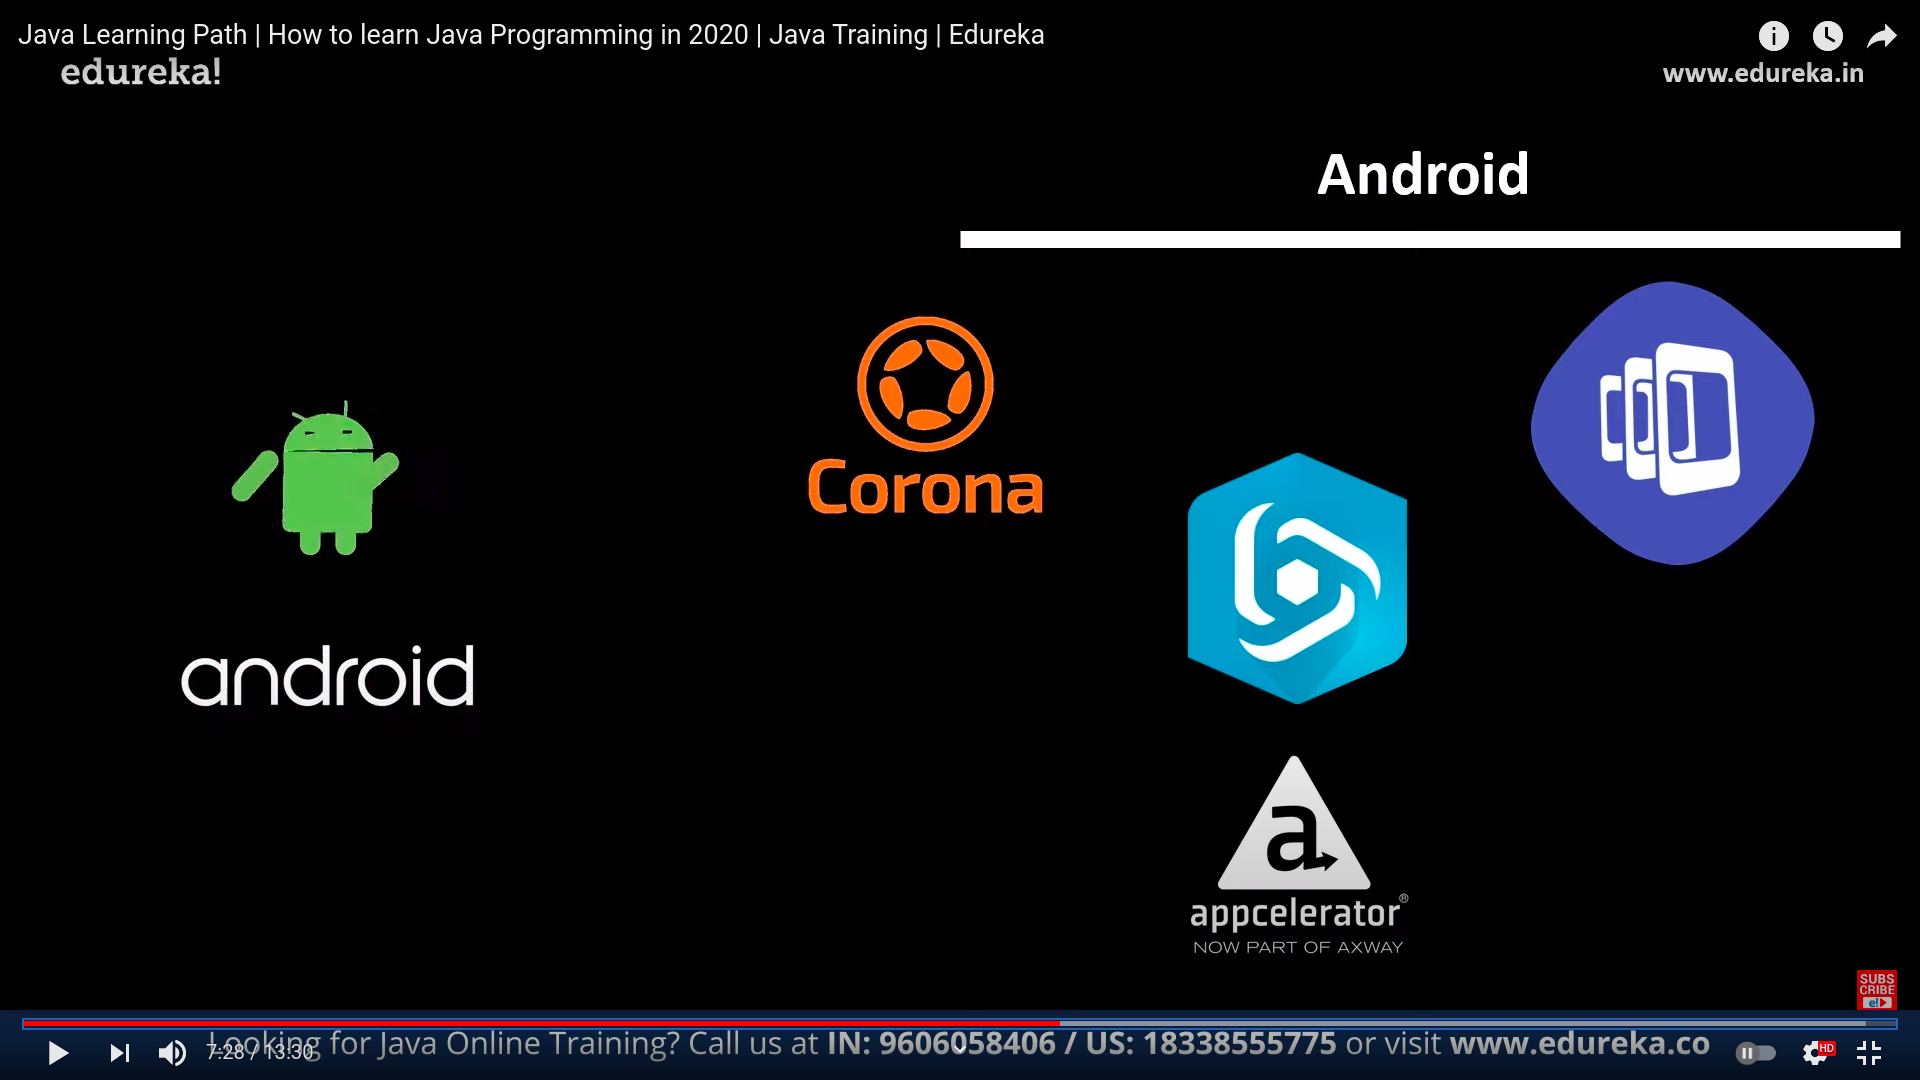 Java Learning Path | How to learn Java Programming in 2020 | Java Training | Edureka
edureka!
www.edureka.in
Android
Corona
android
a
appcelerator®
NOW PART OF AXWAY
SUBS
CRIBE
e!
Looking for Java Online Training? Call us at IN: 9606058406 / US: 18338555775 or visit www.edureka.co
7:28 / 13:30
HD